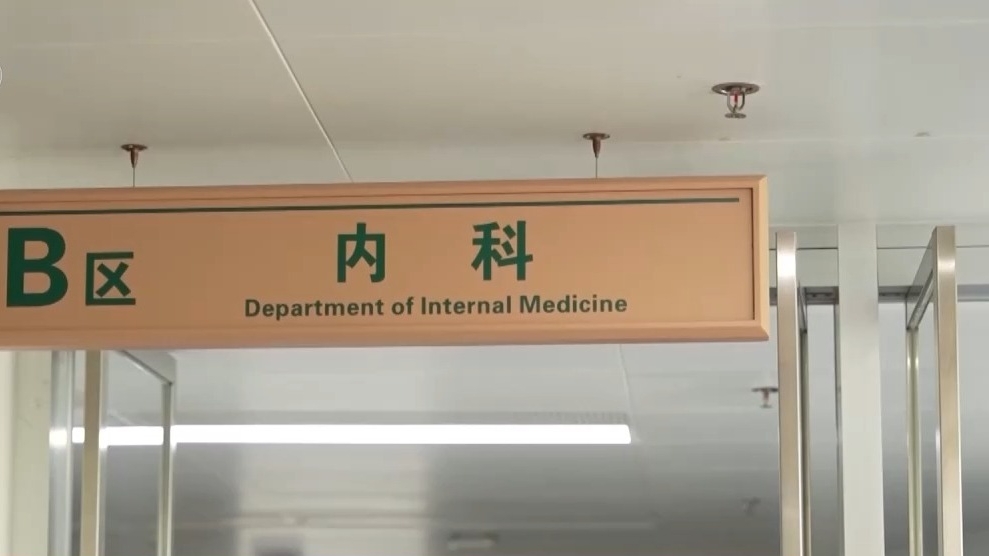 B区 内科
Department of Internal Medicine